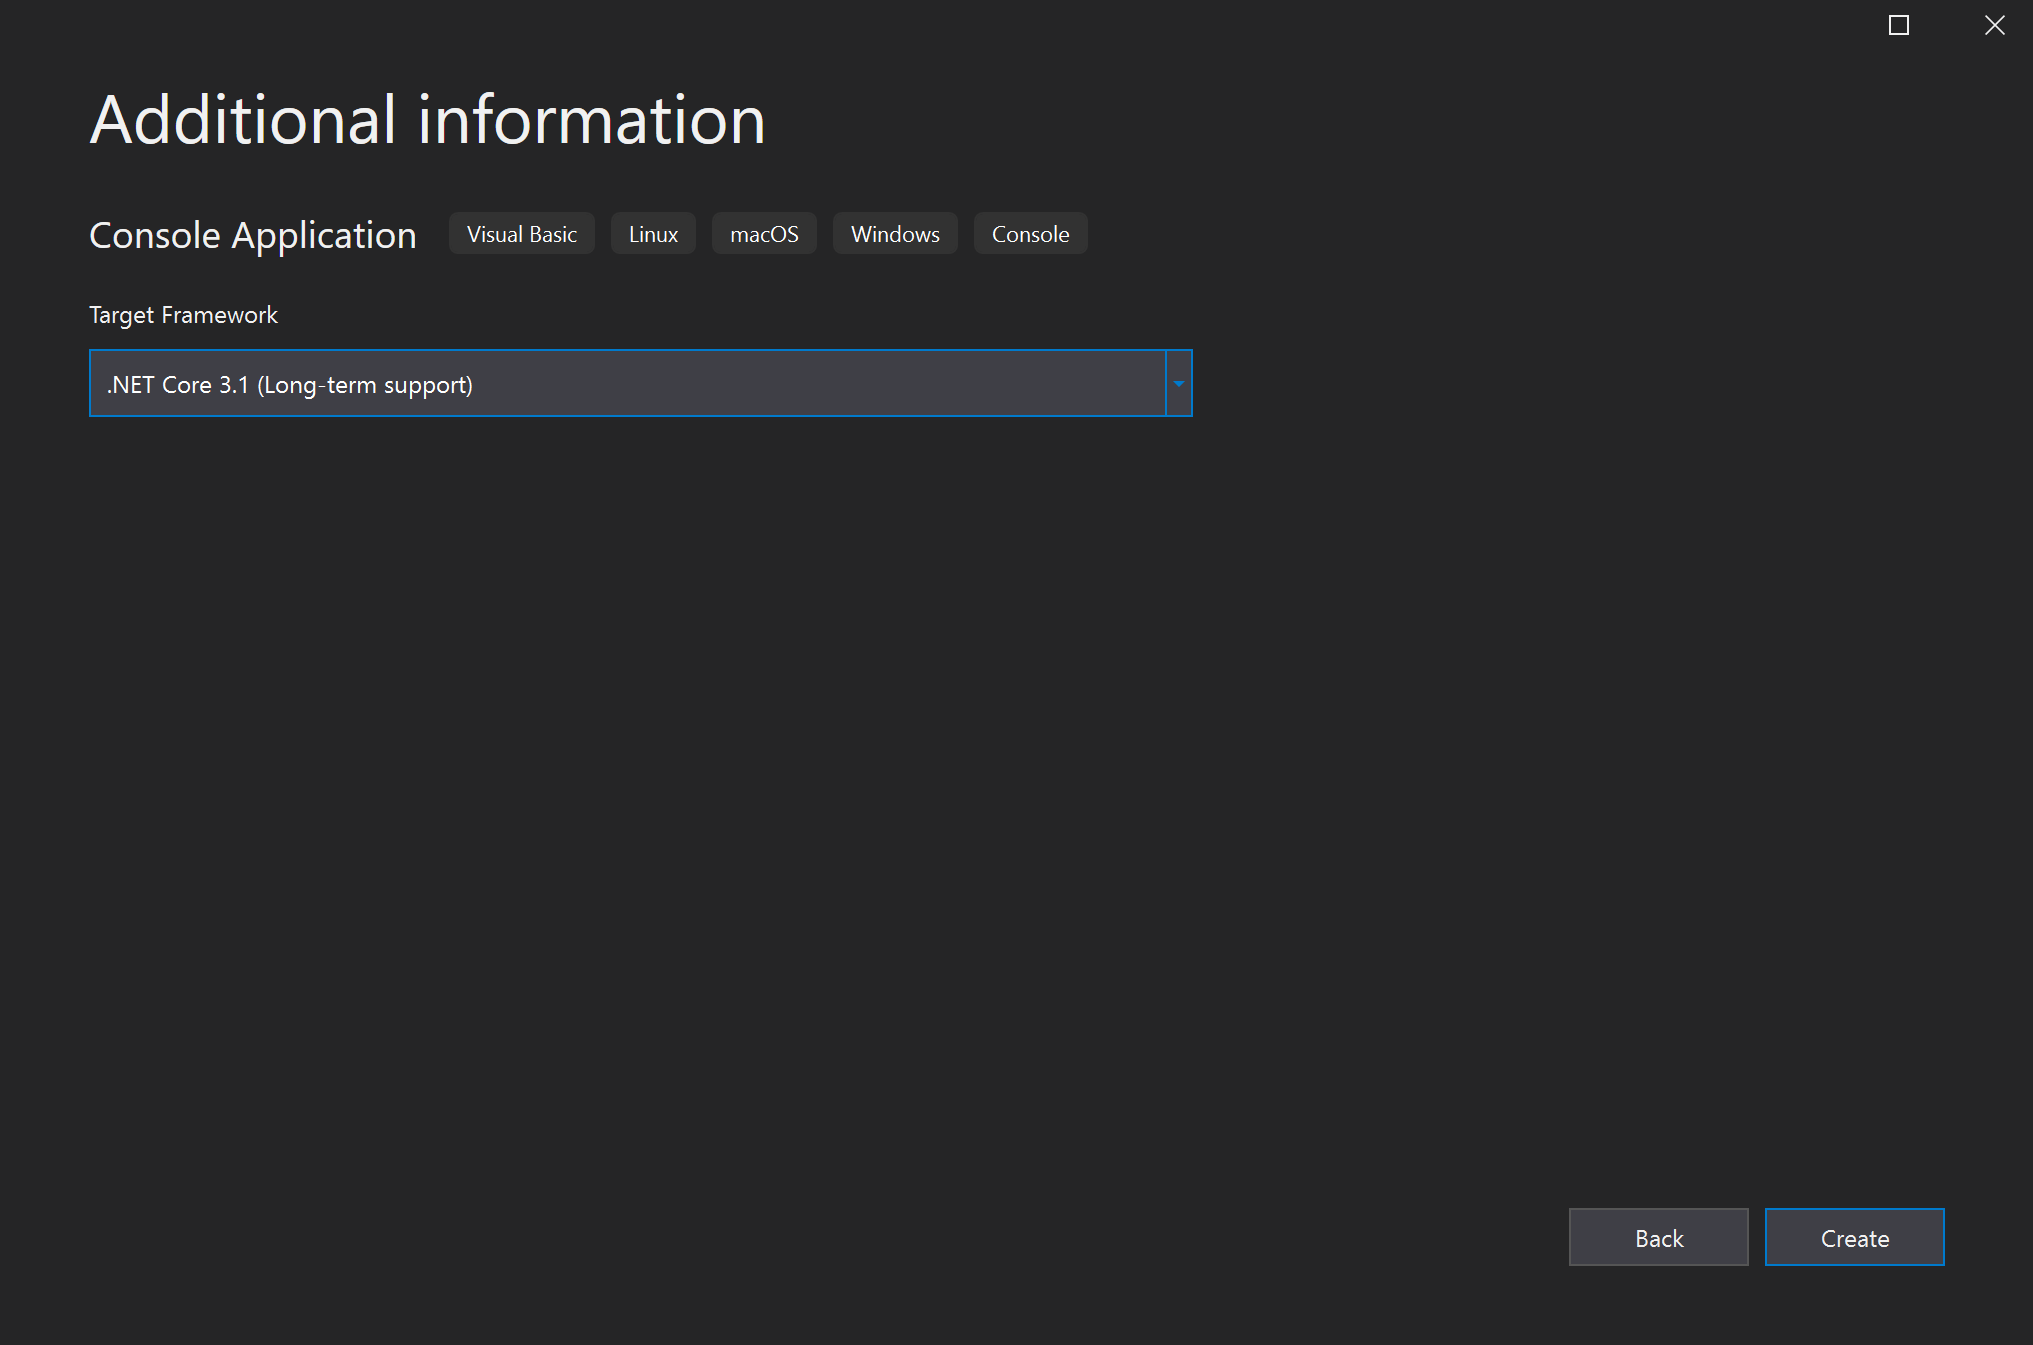 Additional information
Console Application Visual Basic Linux macOS Windows Console
Target Framework
.NET Core 3.1 (Long-term support)
Back Create